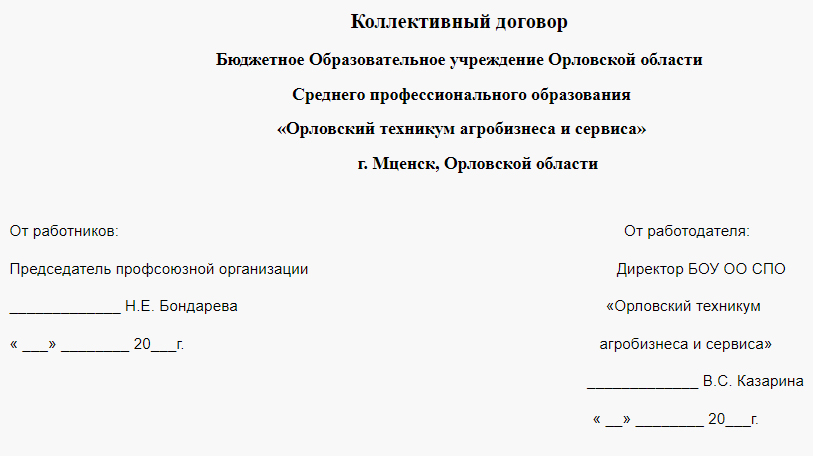 Коллективный договор
Бюджетное Образовательное учреждение Орловской области
Среднего профессионального образования
«Орловский техникум агробизнеса и сервиса»
г. Мценск, Орловской области
От работников: От работодателя:
Председатель профсоюзной организации Директор БОУ ОО СПО
_____________ Н.Е. Бондарева «Орловский техникум
« ___» ________ 20___г. агробизнеса и сервиса»
_____________ В.С. Казарина
« __» ________ 20___г.